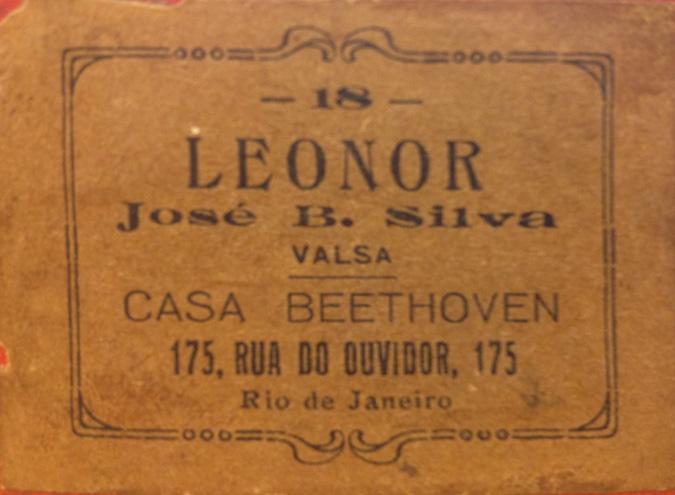 – 18 –
LEONOR
José B. Silva
VALSA
CASA BEETHOVEN
175, RUA DO OUVIDOR, 175
Rio de Janeiro